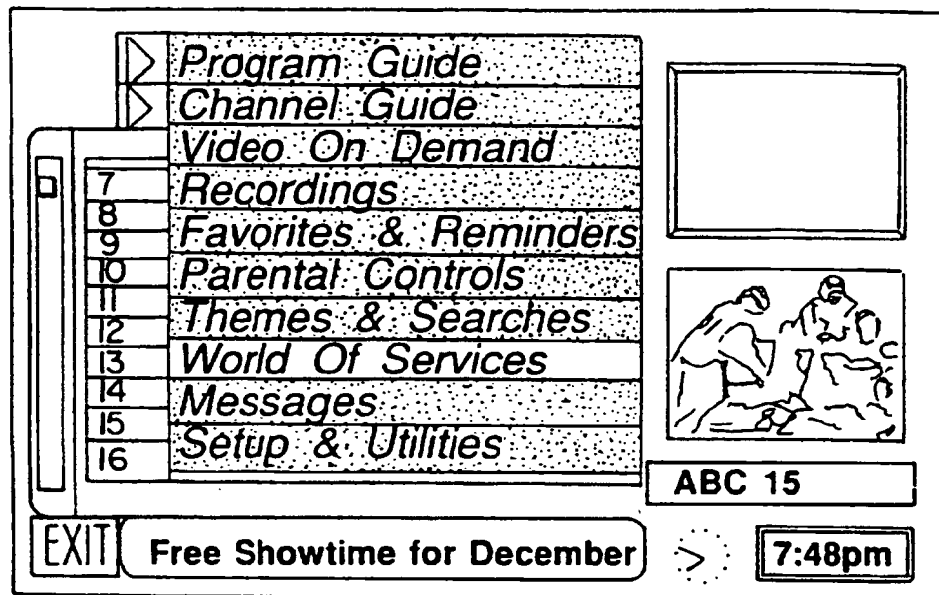 Program Guide
Channel Guide
Video On Demand
7 Recordings
8
9 Favorites & Reminders
10 Parental Controls
11
12 Themes & Searches
13 World Of Services
14 Messages
15
16 Setup & Utilities
ABC 15
EXIT Free Showtime for December 7:48pm